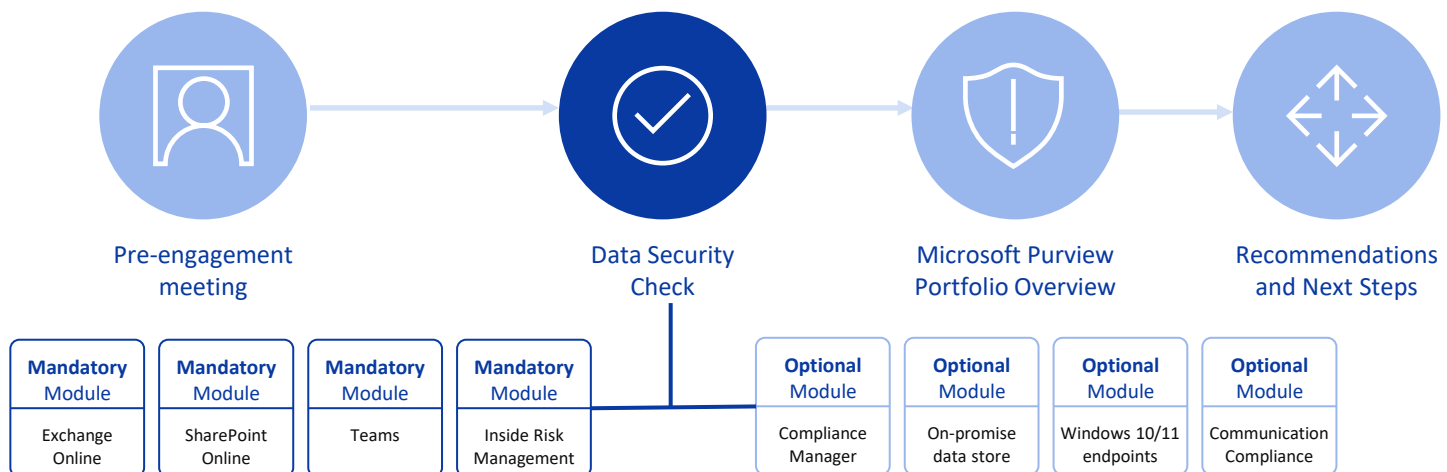 Pre-engagement
meeting
Data Security
Check
Microsoft Purview
Portfolio Overview
Recommendations
and Next Steps
Mandatory
Module
Exchange
Online
Mandatory
Module
SharePoint
Online
Mandatory
Module
Teams
Mandatory
Module
Inside Risk
Management
Optional
Module
Compliance
Manager
Optional
Module
On-promise
data store
Optional
Module
Windows 10/11
endpoints
Optional
Module
Communication
Compliance